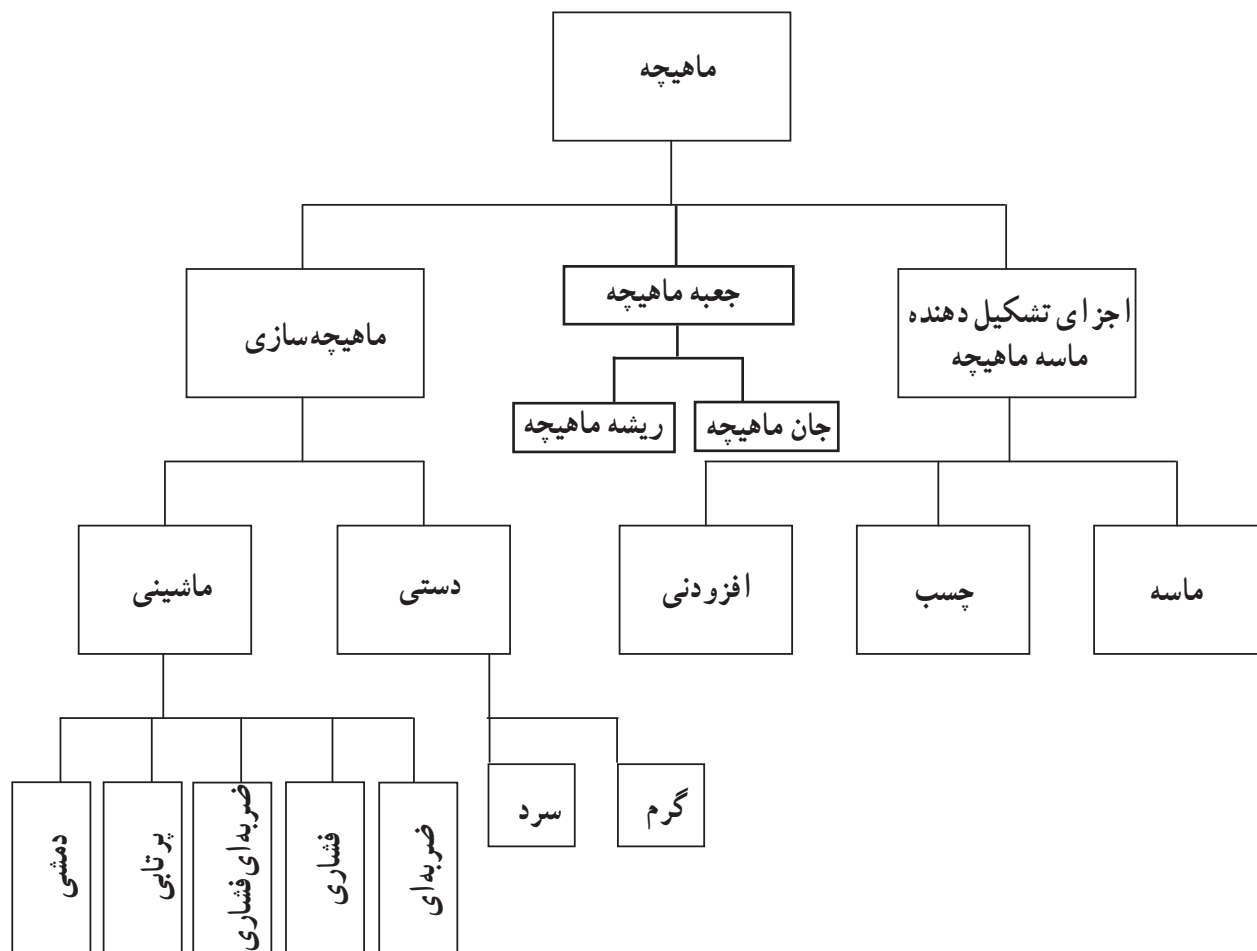 ماهیچه
اجزای تشکیل دهنده
ماسه ماهیچه
جعبه ماهیچه
ماهیچه‌سازی
جان ماهیچه
ریشه ماهیچه
ماسه
چسب
افزودنی
دستی
ماشینی
گرم
سرد
ضربه‌ای
فشاری
ضربه‌ای فشاری
پرتابی
دمشی